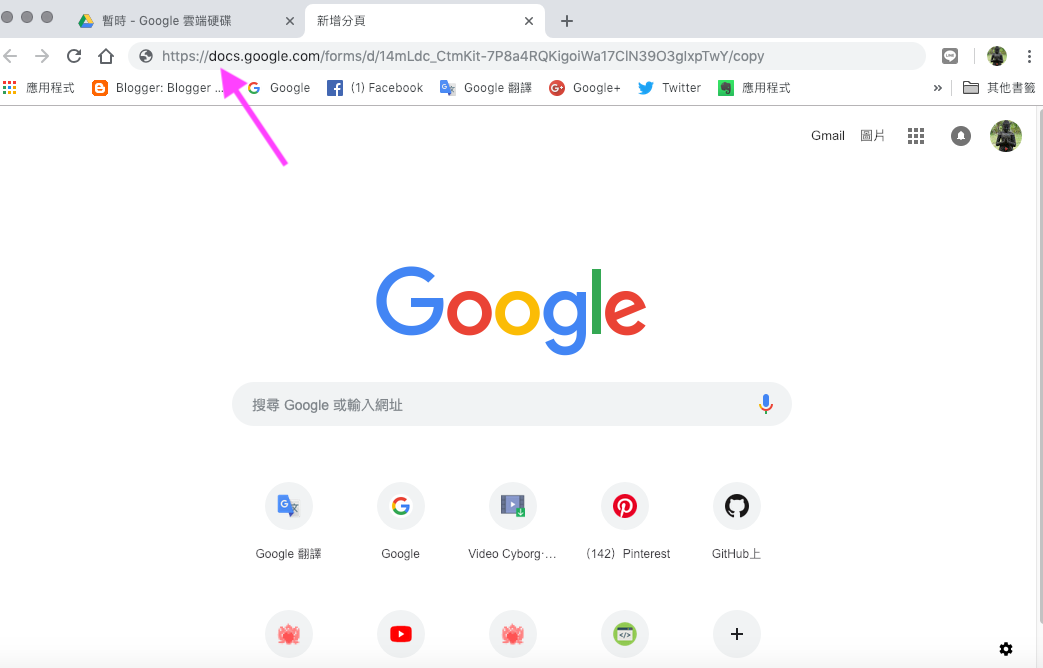 暫時 - Google 雲端硬碟
新增分頁
https://docs.google.com/forms/d/14mLdc_CtmKit-7P8a4RQKigoiWa17ClN39O3glxpTwY/copy
應用程式 Blogger: Blogger ... Google (1) Facebook Google 翻譯 Google+ Twitter 應用程式 » 其他書籤
Gmail 圖片
Google
搜尋 Google 或輸入網址
Google 翻譯 Google Video Cyborg·... （142）Pinterest GitHub上